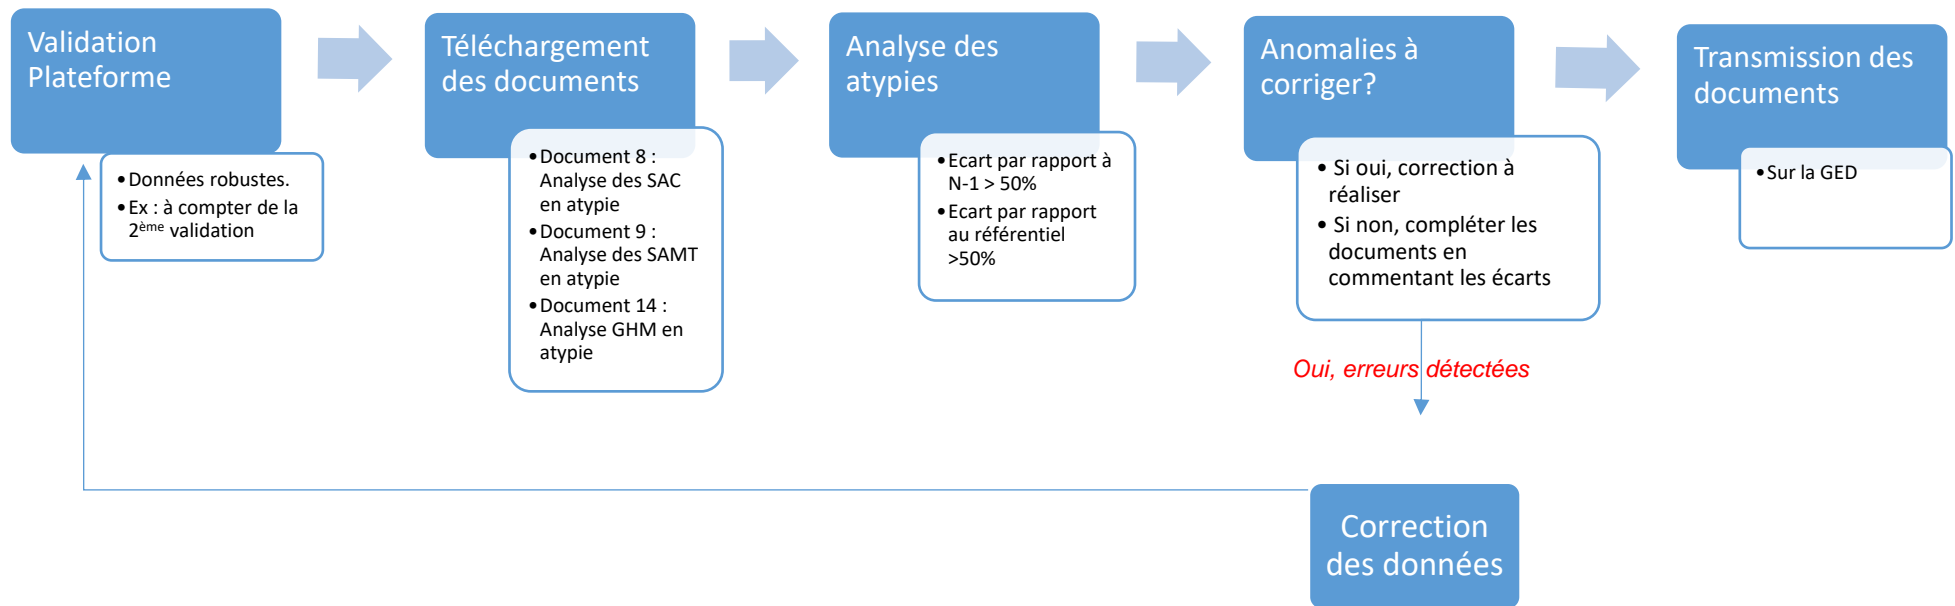 Validation
Plateforme
•Données robustes.
•Ex : à compter de la
2ème validation
Téléchargement
des documents
•Document 8 :
Analyse des SAC
en atypie
•Document 9 :
Analyse des SAMT
en atypie
•Document 14 :
Analyse GHM en
atypie
Analyse des
atypies
•Ecart par rapport à
N-1 > 50%
•Ecart par rapport
au référentiel
>50%
Anomalies à
corriger?
• Si oui, correction à
réaliser
• Si non, compléter les
documents en
commentant les écarts
Transmission des
documents
•Sur la GED
Oui, erreurs détectées
Correction
des données